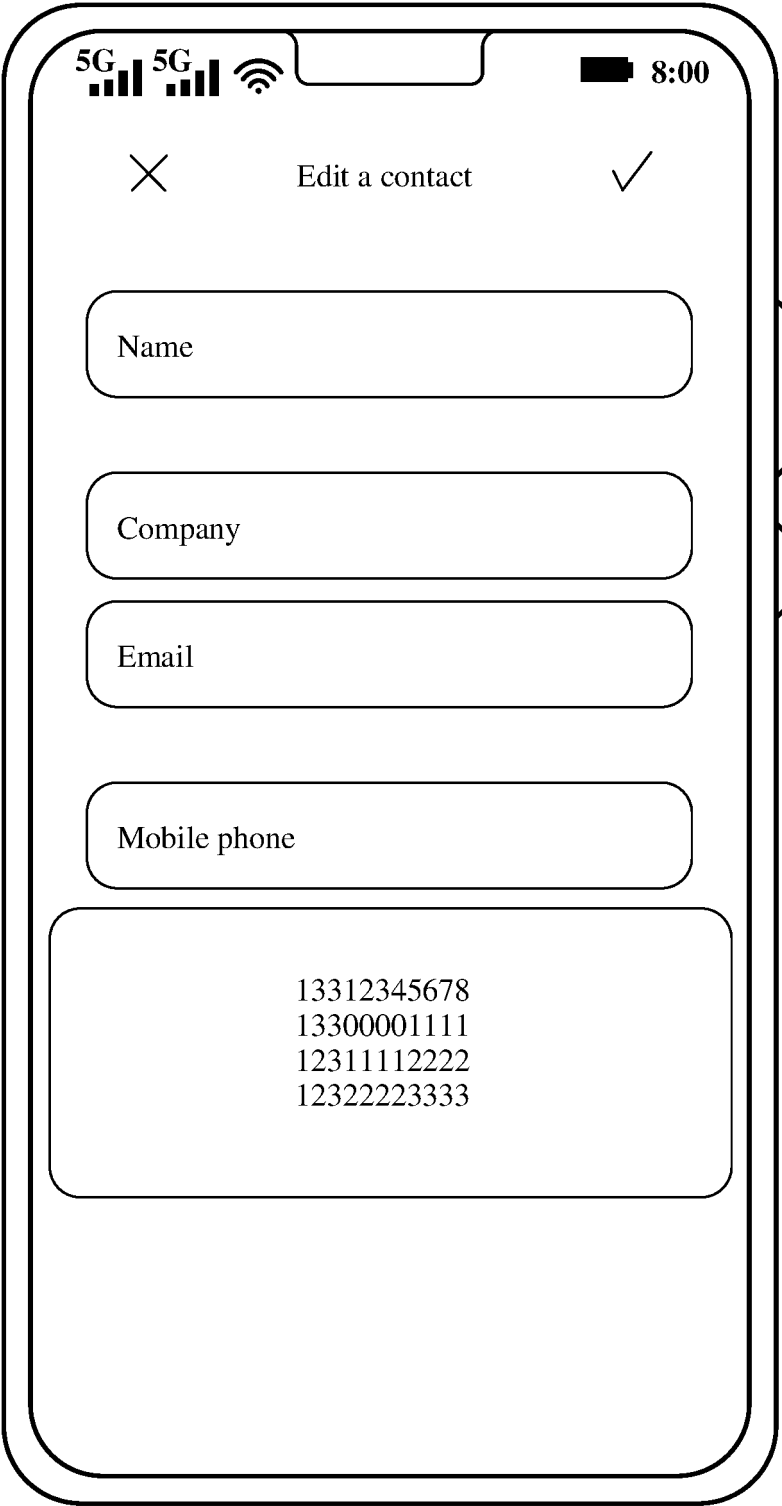 5G 5G 8:00
Edit a contact
Name
Company
Email
Mobile phone
13312345678
13300001111
12311112222
12322223333